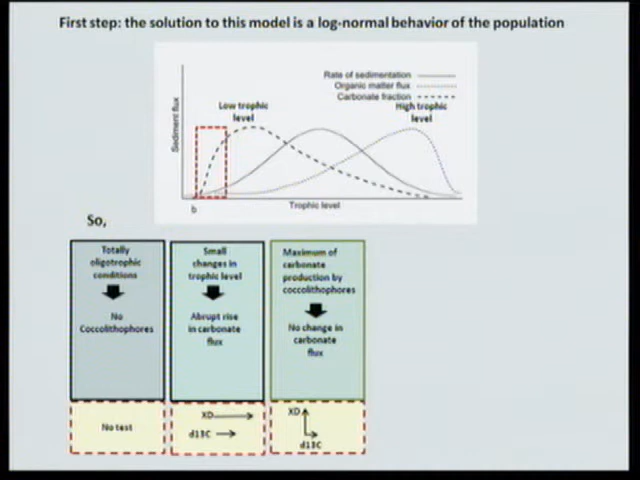 First step: the solution to this model is a log-normal behavior of the population
Rate of sedimentation
Organic matter flux
Carbonate fraction
Low trophic
level
High trophic
level
Sediment flux
b
Trophic level
So,
Totally
oligotrophic
conditions
No
Coccolithophores
No test
Small
changes in
trophic level
Abrupt rise
in carbonate
flux
XD
d13C
Maximum of
carbonate
production by
coccolithophores
No change in
carbonate
flux
XD
d13C